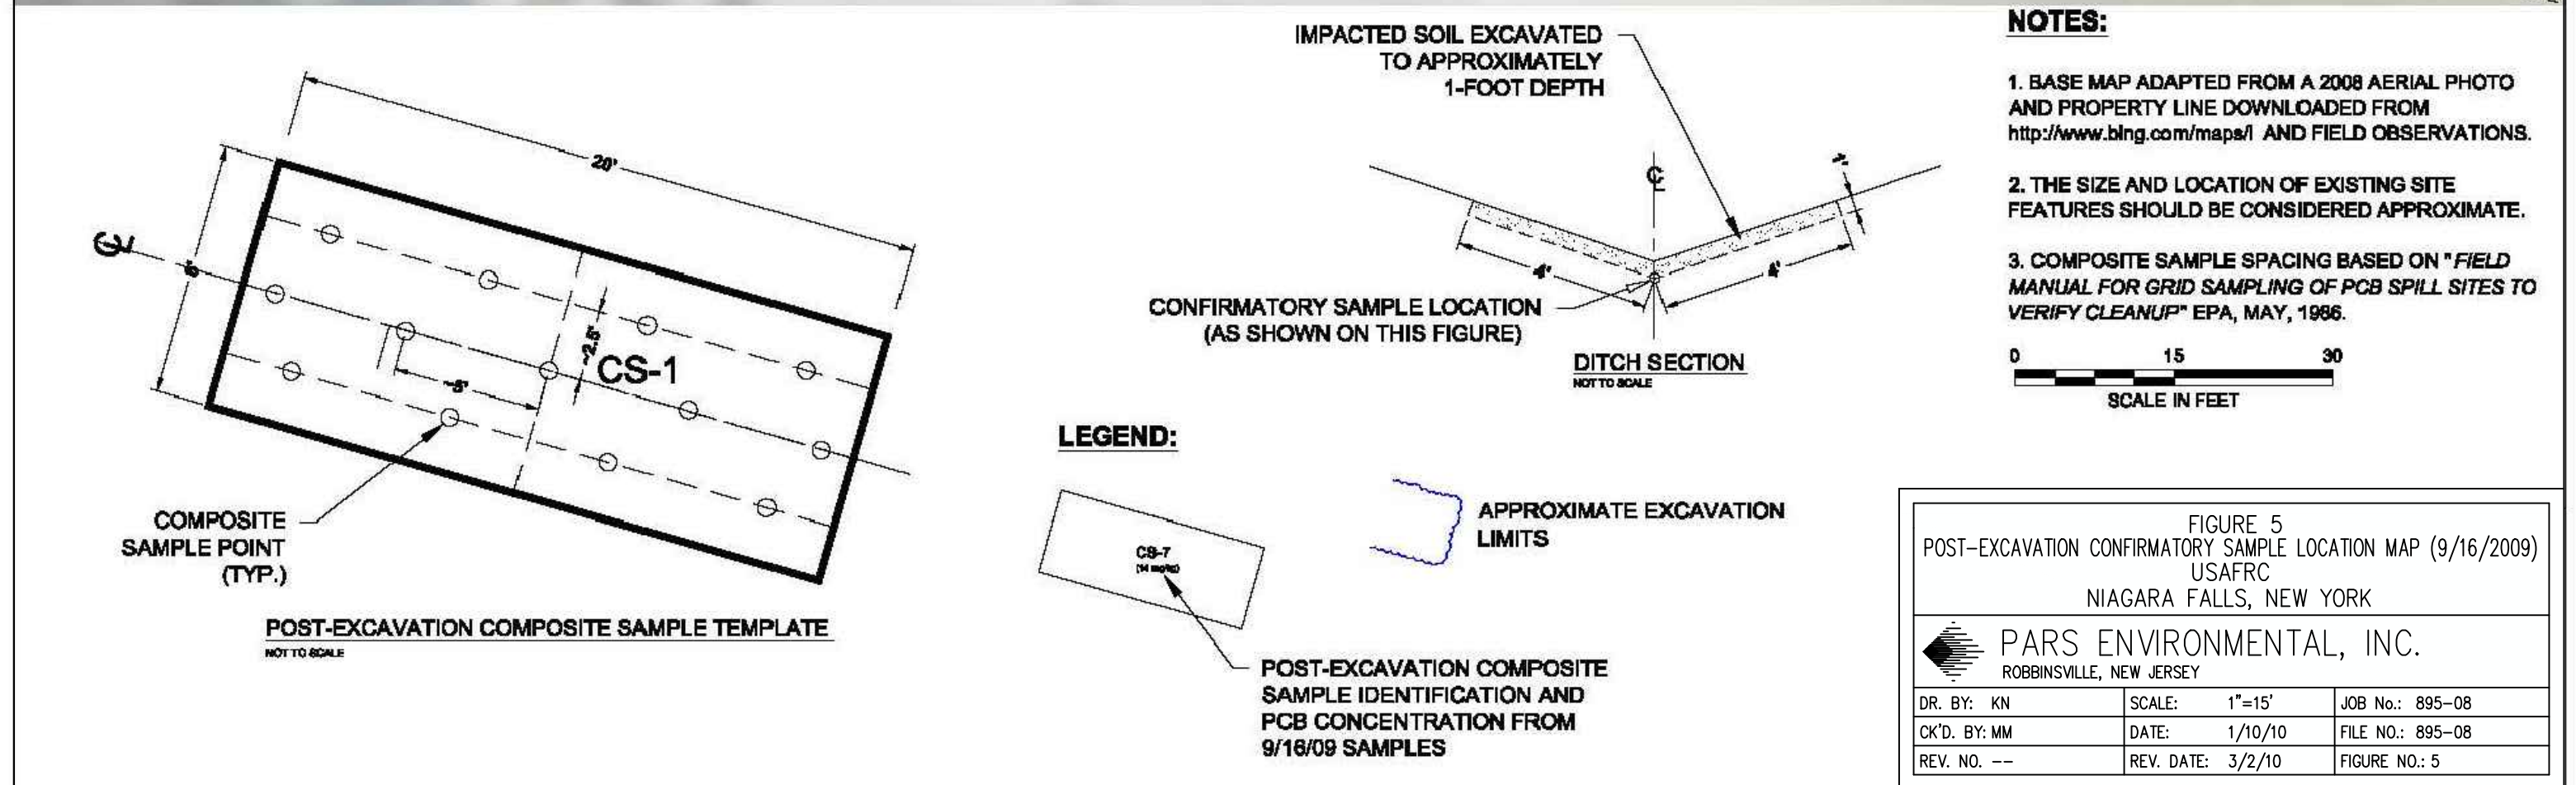 20'
CL
CS-1
~2.5'
~5'
COMPOSITE
SAMPLE POINT
(TYP.)
POST-EXCAVATION COMPOSITE SAMPLE TEMPLATE
NOT TO SCALE
IMPACTED SOIL EXCAVATED
TO APPROXIMATELY
1-FOOT DEPTH
CL
1'
4'
4'
CONFIRMATORY SAMPLE LOCATION
(AS SHOWN ON THIS FIGURE)
DITCH SECTION
NOT TO SCALE
LEGEND:
CS-7
APPROXIMATE EXCAVATION
LIMITS
POST-EXCAVATION COMPOSITE
SAMPLE IDENTIFICATION AND
PCB CONCENTRATION FROM
9/16/09 SAMPLES
NOTES:
1. BASE MAP ADAPTED FROM A 2008 AERIAL PHOTO
AND PROPERTY LINE DOWNLOADED FROM
http://www.bing.com/maps/l AND FIELD OBSERVATIONS.
2. THE SIZE AND LOCATION OF EXISTING SITE
FEATURES SHOULD BE CONSIDERED APPROXIMATE.
3. COMPOSITE SAMPLE SPACING BASED ON "FIELD
MANUAL FOR GRID SAMPLING OF PCB SPILL SITES TO
VERIFY CLEANUP" EPA, MAY, 1986.
0 15 30
SCALE IN FEET
FIGURE 5
POST-EXCAVATION CONFIRMATORY SAMPLE LOCATION MAP (9/16/2009)
USAFRC
NIAGARA FALLS, NEW YORK
PARS ENVIRONMENTAL, INC.
ROBBINSVILLE, NEW JERSEY
DR. BY: KN SCALE: 1"=15' JOB No.: 895-08
CK'D. BY: MM DATE: 1/10/10 FILE NO.: 895-08
REV. NO. -- REV. DATE: 3/2/10 FIGURE NO.: 5